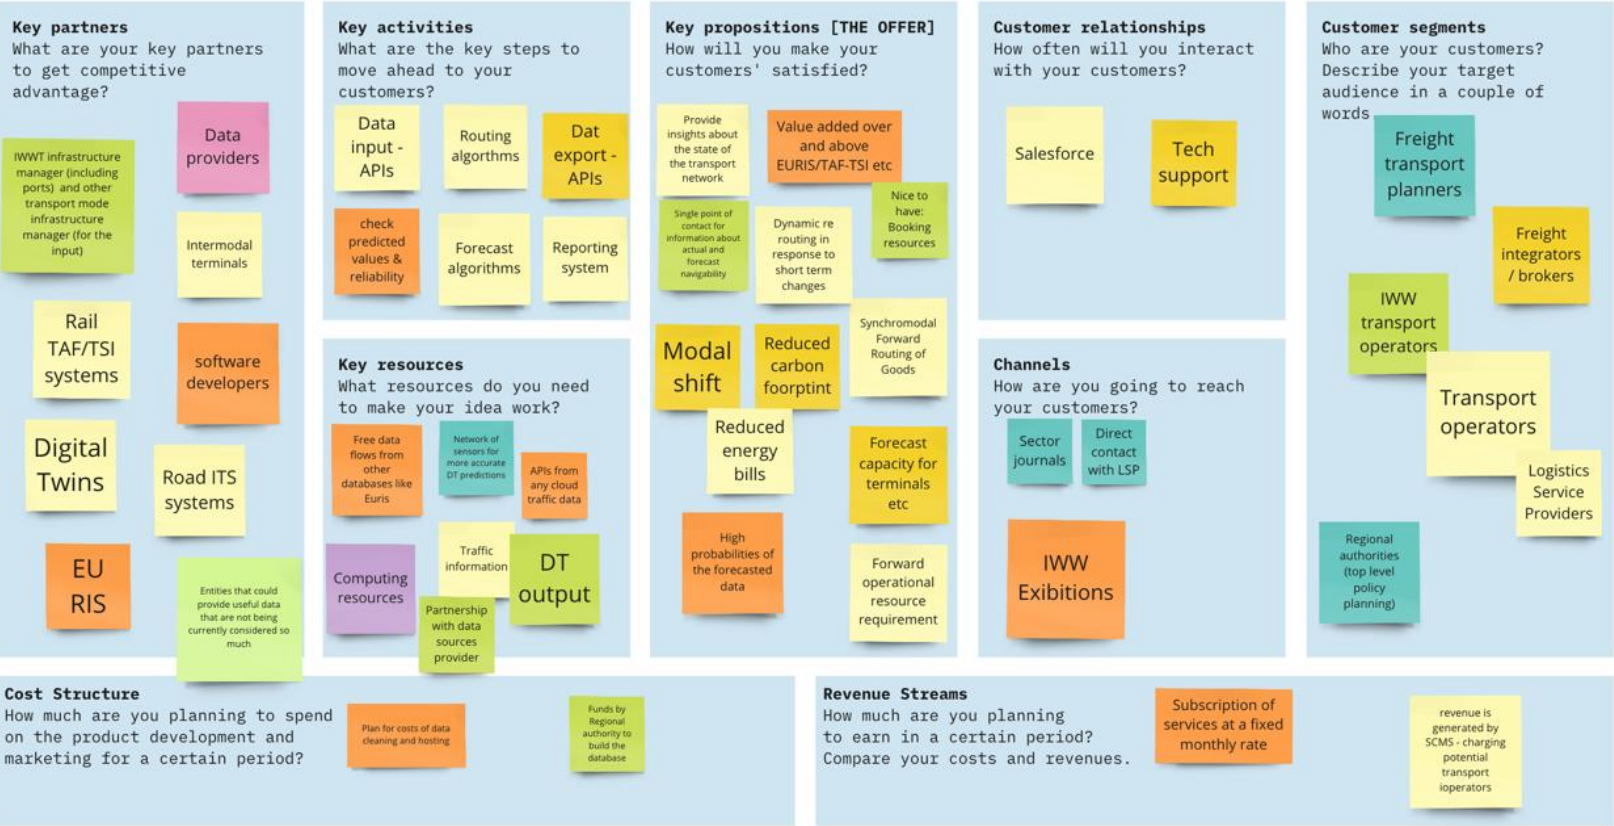 Key partners
What are your key partners
to get competitive
advantage?
Data
providers
IWWT infrastructure
manager (including
ports) and other
transport mode
infrastructure
manager (for the
input)
Intermodal
terminals
Rail
TAF/TSI
systems
software
developers
Digital
Twins
Road ITS
systems
EU
RIS
Entities that could
provide useful data
that are not being
currently considered so
much
Key activities
What are the key steps to
move ahead to your
customers?
Data
input -
APIs
Routing
algorthms
Dat
export -
APIs
check
predicted
values &
reliability
Forecast
algorithms
Reporting
system
Key resources
What resources do you need
to make your idea work?
Free data
flows from
other
databases like
Euris
Network of
sensors for
more accurate
DT predictions
APIs from
any cloud
traffic data
Computing
resources
Traffic
information
DT
output
Partnership
with data
sources
provider
Key propositions [THE OFFER]
How will you make your
customers' satisfied?
Provide
insights about
the state of
the transport
network
Value added over
and above
EURIS/TAF-TSI etc
Nice to
have:
Booking
resources
Single point of
contact for
information about
actual and
forecast
navigability
Dynamic re
routing in
response to
short term
changes
Synchromodal
Forward
Routing of
Goods
Modal
shift
Reduced
carbon
foorptint
Reduced
energy
bills
Forecast
capacity for
terminals
etc
High
probabilities of
the forecasted
data
Forward
operational
resource
requirement
Customer relationships
How often will you interact
with your customers?
Salesforce
Tech
support
Channels
How are you going to reach
your customers?
Sector
journals
Direct
contact
with LSP
IWW
Exibitions
Customer segments
Who are your customers?
Describe your target
audience in a couple of
words
Freight
transport
planners
Freight
integrators
/ brokers
IWW
transport
operators
Transport
operators
Logistics
Service
Providers
Regional
authorities
(top level
policy
planning)
Cost Structure
How much are you planning to spend
on the product development and
marketing for a certain period?
Plan for costs of data
cleaning and hosting
Funds by
Regional
authority to
build the
database
Revenue Streams
How much are you planning
to earn in a certain period?
Compare your costs and revenues.
Subscription of
services at a fixed
monthly rate
revenue is
generated by
SCMS - charging
potential
transport
ioperators